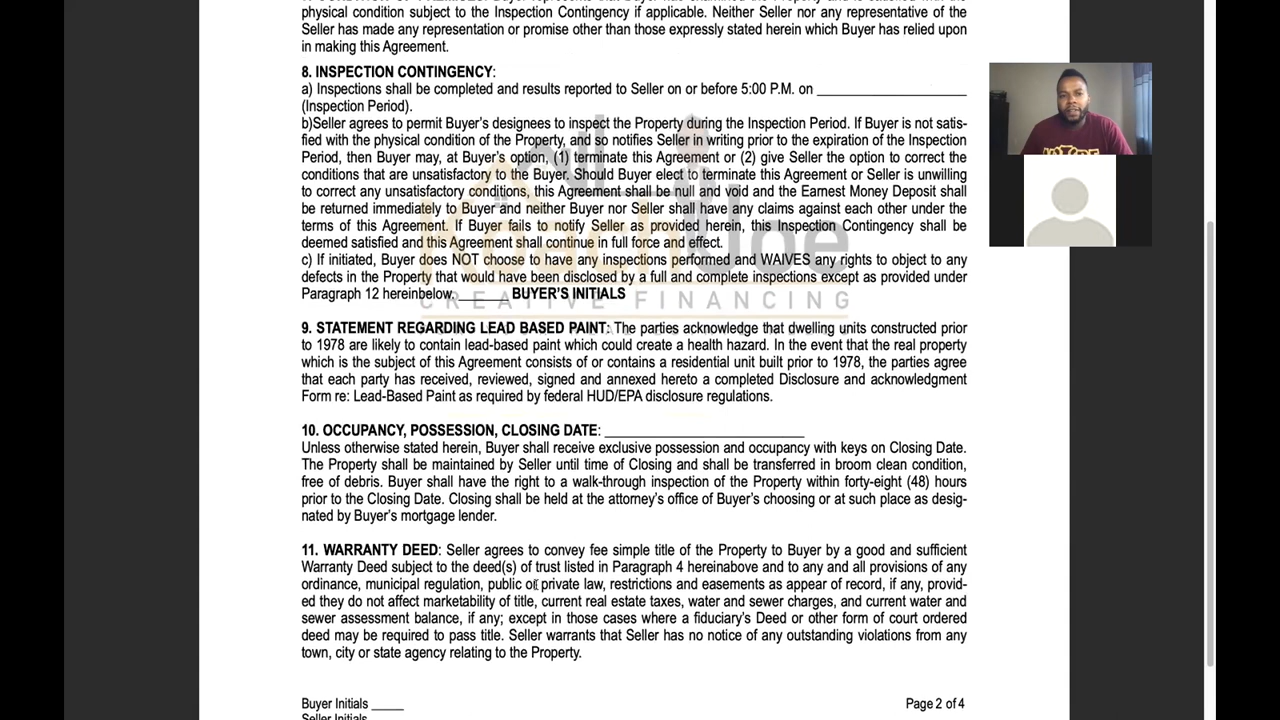 physical condition subject to the Inspection Contingency if applicable. Neither Seller nor any representative of the
Seller has made any representation or promise other than those expressly stated herein which Buyer has relied upon
in making this Agreement.
8. INSPECTION CONTINGENCY:
a) Inspections shall be completed and results reported to Seller on or before 5:00 P.M. on ____________________
(Inspection Period).
b)Seller agrees to permit Buyer's designees to inspect the Property during the Inspection Period. If Buyer is not satis-
fied with the physical condition of the Property, and so notifies Seller in writing prior to the expiration of the Inspection
Period, then Buyer may, at Buyer's option, (1) terminate this Agreement or (2) give Seller the option to correct the
conditions that are unsatisfactory to the Buyer. Should Buyer elect to terminate this Agreement or Seller is unwilling
to correct any unsatisfactory conditions, this Agreement shall be null and void and the Earnest Money Deposit shall
be returned immediately to Buyer and neither Buyer nor Seller shall have any claims against each other under the
terms of this Agreement. If Buyer fails to notify Seller as provided herein, this Inspection Contingency shall be
deemed satisfied and this Agreement shall continue in full force and effect.
c) If initiated, Buyer does NOT choose to have any inspections performed and WAIVES any rights to object to any
defects in the Property that would have been disclosed by a full and complete inspections except as provided under
Paragraph 12 hereinbelow. ______ BUYER'S INITIALS
CREATIVE FINANCING
9. STATEMENT REGARDING LEAD BASED PAINT: The parties acknowledge that dwelling units constructed prior
to 1978 are likely to contain lead-based paint which could create a health hazard. In the event that the real property
which is the subject of this Agreement consists of or contains a residential unit built prior to 1978, the parties agree
that each party has received, reviewed, signed and annexed hereto a completed Disclosure and acknowledgment
Form re: Lead-Based Paint as required by federal HUD/EPA disclosure regulations.
10. OCCUPANCY, POSSESSION, CLOSING DATE: ________________________
Unless otherwise stated herein, Buyer shall receive exclusive possession and occupancy with keys on Closing Date.
The Property shall be maintained by Seller until time of Closing and shall be transferred in broom clean condition,
free of debris. Buyer shall have the right to a walk-through inspection of the Property within forty-eight (48) hours
prior to the Closing Date. Closing shall be held at the attorney's office of Buyer's choosing or at such place as desig-
nated by Buyer's mortgage lender.
11. WARRANTY DEED: Seller agrees to convey fee simple title of the Property to Buyer by a good and sufficient
Warranty Deed subject to the deed(s) of trust listed in Paragraph 4 hereinabove and to any and all provisions of any
ordinance, municipal regulation, public or private law, restrictions and easements as appear of record, if any, provid-
ed they do not affect marketability of title, current real estate taxes, water and sewer charges, and current water and
sewer assessment balance, if any; except in those cases where a fiduciary's Deed or other form of court ordered
deed may be required to pass title. Seller warrants that Seller has no notice of any outstanding violations from any
town, city or state agency relating to the Property.
Buyer Initials _____
Page 2 of 4
Seller Initials